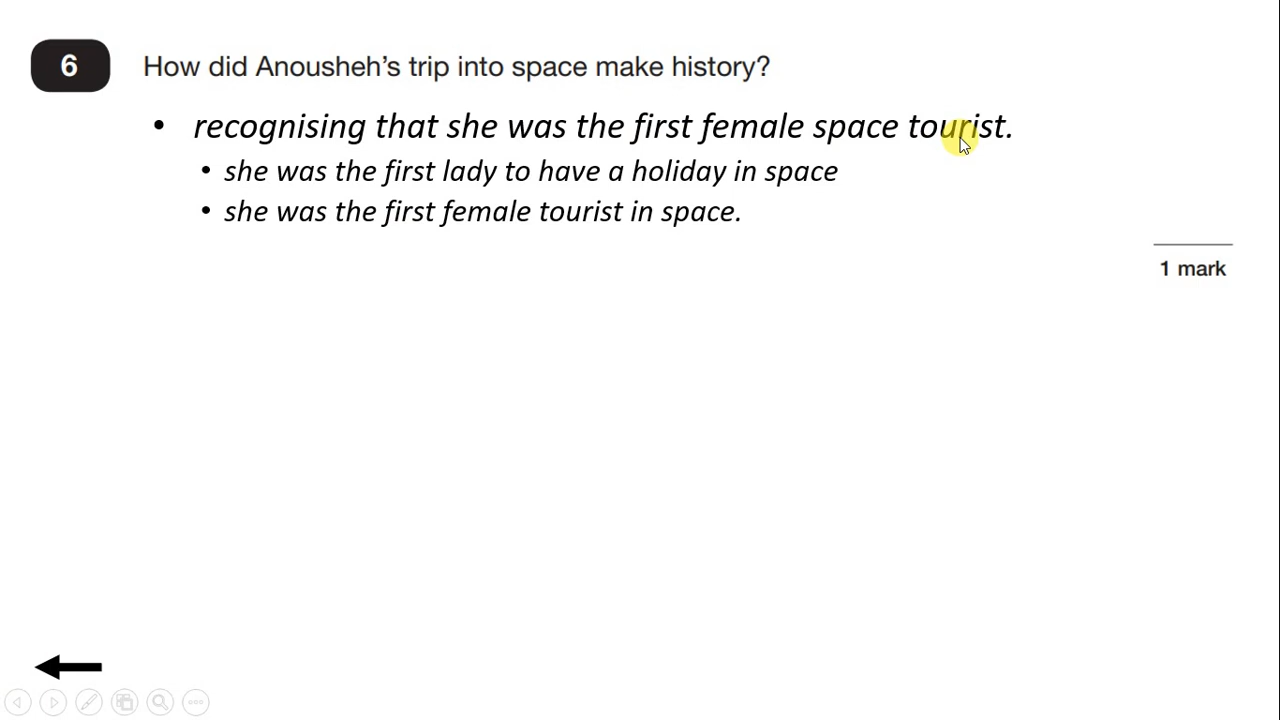 6 How did Anousheh's trip into space make history?
• recognising that she was the first female space tourist.
• she was the first lady to have a holiday in space
• she was the first female tourist in space.
1 mark